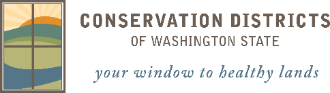 CONSERVATION DISTRICTS
OF WASHINGTON STATE
your window to healthy lands